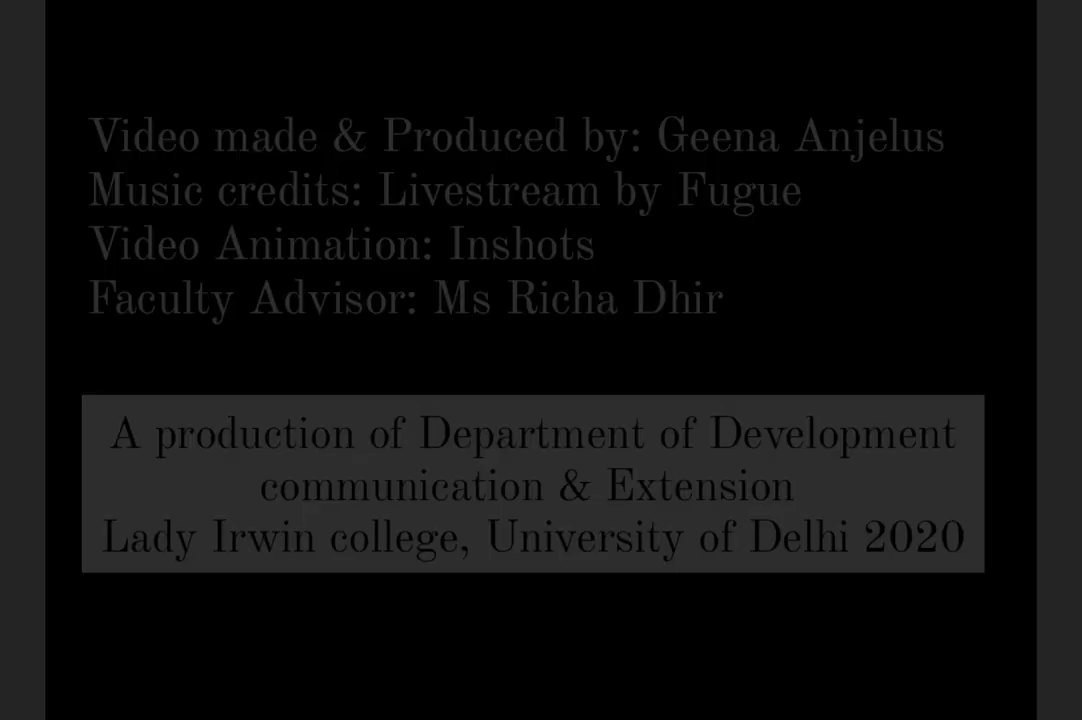 Video made & Produced by: Geena Anjelus
Music credits: Livestream by Fugue
Video Animation: Inshots
Faculty Advisor: Ms Richa Dhir
A production of Department of Development
communication & Extension
Lady Irwin college, University of Delhi 2020